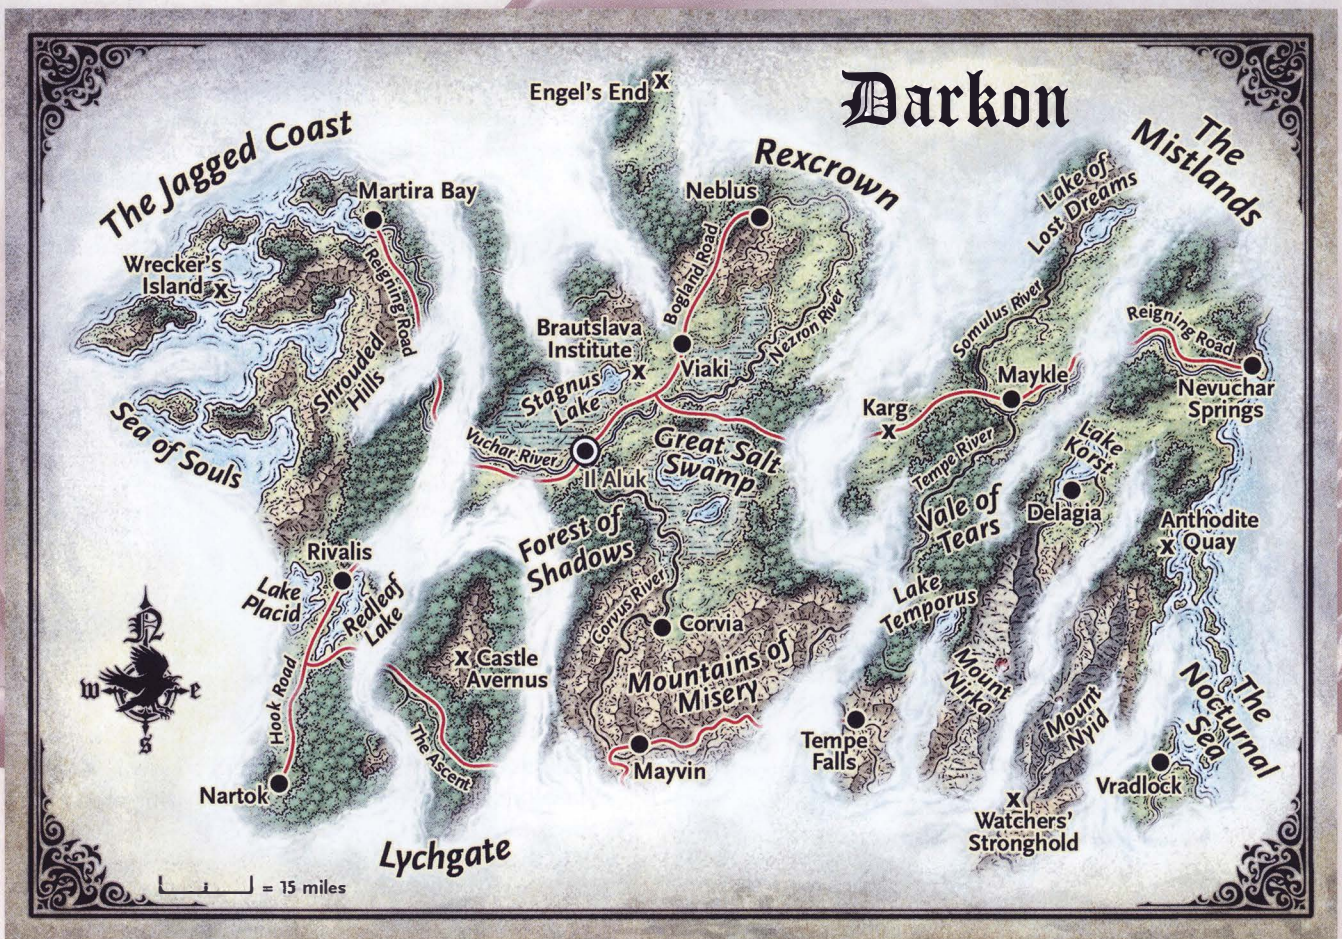 Darkon
Engel's End
The Jagged Coast
Rexcrown
The
Mistlands
Martira Bay
Neblus
Lake of
Lost Dreams
Wrecker's
Island
Reigning Road
Bogland Road
Brautslava
Institute
Nezron River
Somulus River
Reigning Road
Viaki
Shrouded
Hills
Stagnus
Lake
Maykle
Nevuchar
Springs
Karg
Sea of Souls
Vuchar River
Il Aluk
Great Salt
Swamp
Tempe River
Lake
Korst
Delagia
Vale of
Tears
Anthodite
Quay
Forest of
Shadows
Rivalis
Lake
Placid
Redleaf
Lake
Corvus River
Corvia
Lake
Temporus
Castle
Avernus
Mountains of
Misery
Mount
Nirka
Mount
Nyid
The
Nocturnal
Sea
Hook Road
The Ascent
Mayvin
Tempe
Falls
Vradlock
Nartok
Watchers'
Stronghold
Lychgate
N
w
e
s
= 15 miles